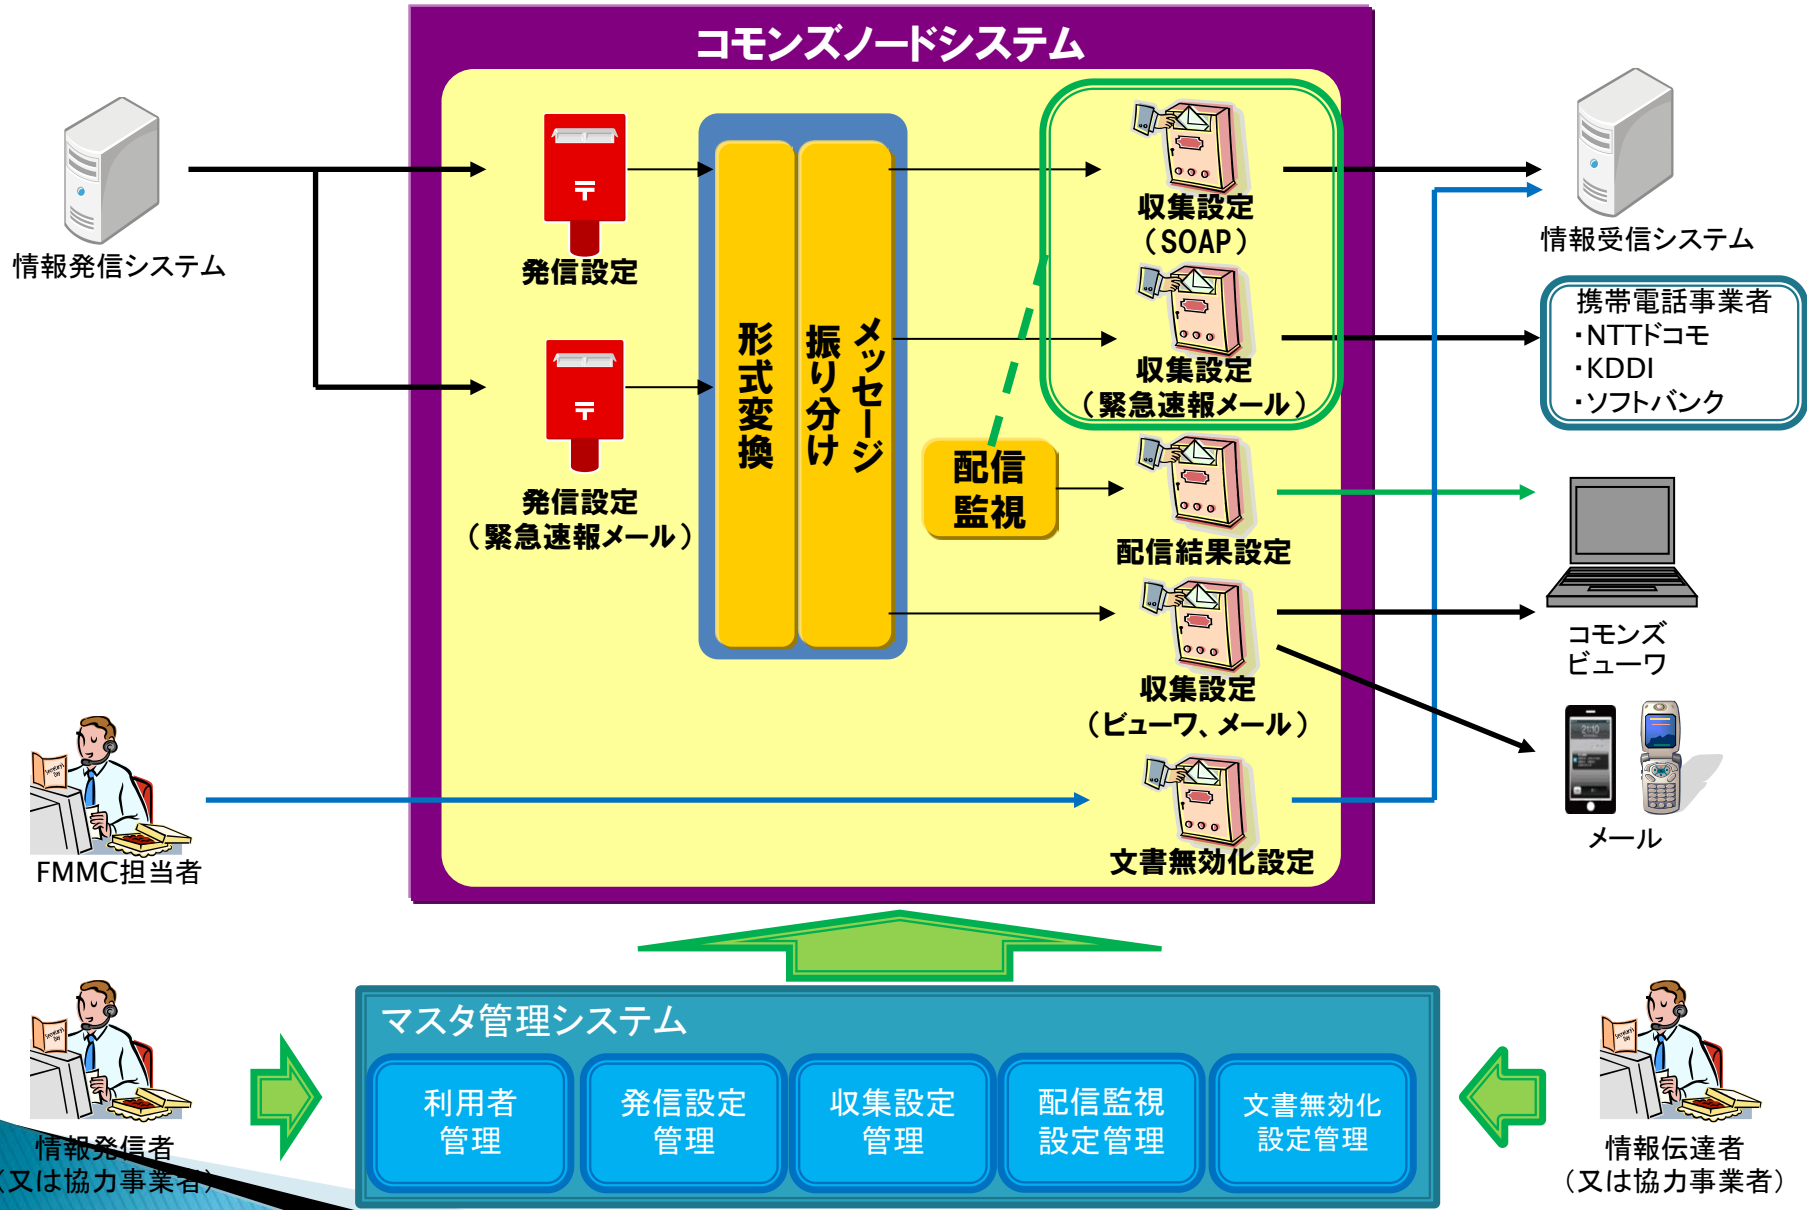 コモンズノードシステム
情報発信システム
発信設定
発信設定
（緊急速報メール）
形式変換
メッセージ
振り分け
収集設定
（SOAP）
収集設定
（緊急速報メール）
配信
監視
配信結果設定
収集設定
（ビューワ、メール）
文書無効化設定
情報受信システム
携帯電話事業者
・NTTドコモ
・KDDI
・ソフトバンク
コモンズ
ビューワ
21:10
メール
FMMC担当者
マスタ管理システム
利用者
管理
発信設定
管理
収集設定
管理
配信監視
設定管理
文書無効化
設定管理
情報発信者
（又は協力事業者）
情報伝達者
（又は協力事業者）